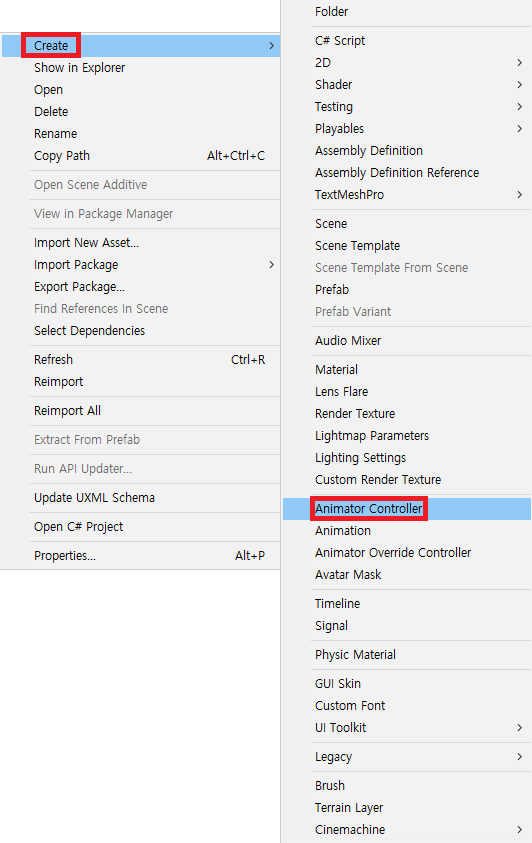 Create
Show in Explorer
Open
Delete
Rename
Copy Path Alt+Ctrl+C
Open Scene Additive
View in Package Manager
Import New Asset...
Import Package
Export Package...
Find References In Scene
Select Dependencies
Refresh Ctrl+R
Reimport
Reimport All
Extract From Prefab
Run API Updater...
Update UXML Schema
Open C# Project
Properties... Alt+P
Folder
C# Script
2D
Shader
Testing
Playables
Assembly Definition
Assembly Definition Reference
TextMeshPro
Scene
Scene Template
Scene Template From Scene
Prefab
Prefab Variant
Audio Mixer
Material
Lens Flare
Render Texture
Lightmap Parameters
Lighting Settings
Custom Render Texture
Animator Controller
Animation
Animator Override Controller
Avatar Mask
Timeline
Signal
Physic Material
GUI Skin
Custom Font
UI Toolkit
Legacy
Brush
Terrain Layer
Cinemachine